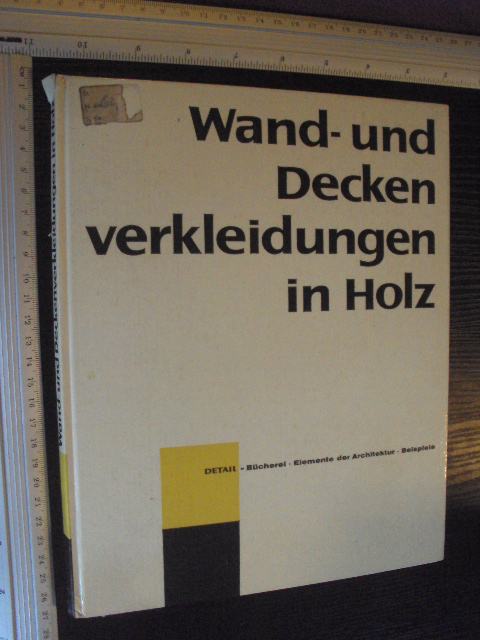 Wand- und
Decken
verkleidungen
in Holz
DETAIL - Bücherei · Elemente der Architektur · Beispiele
Wand- und Deckenverkleidungen in Holz